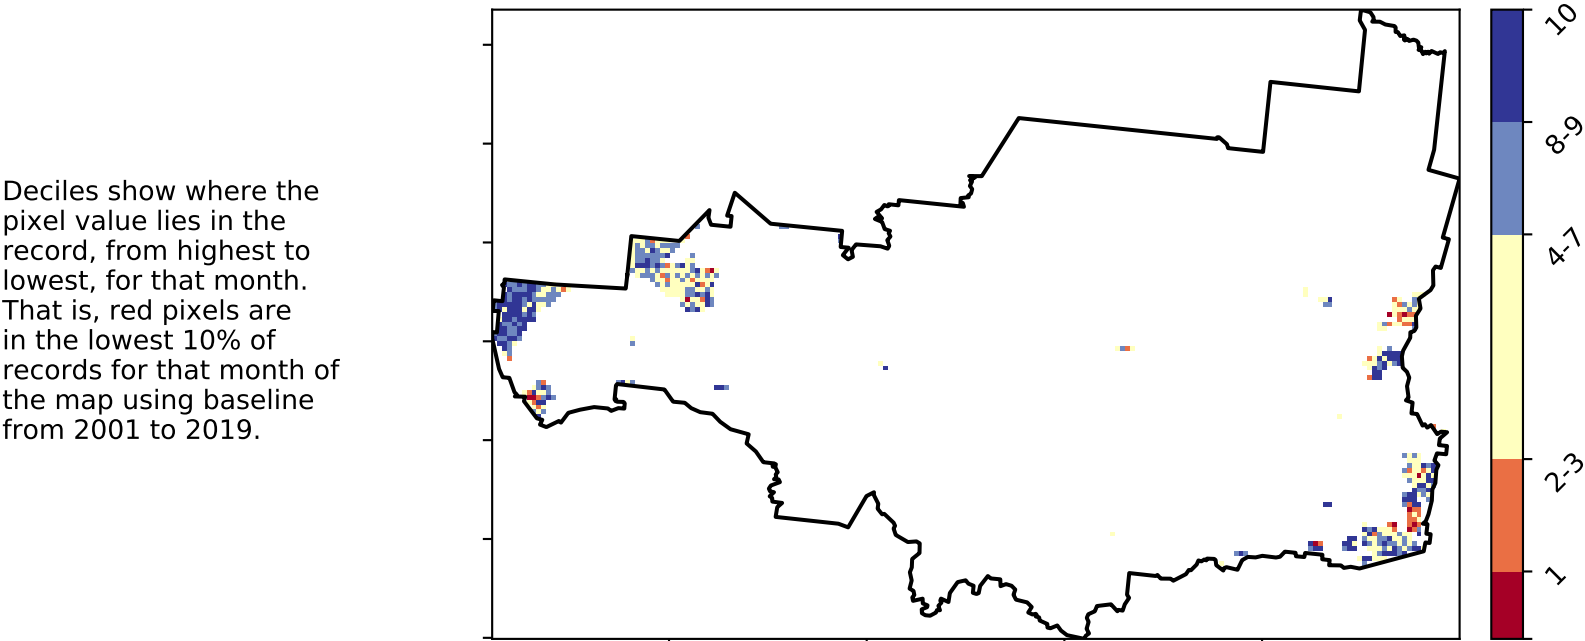 Deciles show where the
pixel value lies in the
record, from highest to
lowest, for that month.
That is, red pixels are
in the lowest 10% of
records for that month of
the map using baseline
from 2001 to 2019.
10
8-9
4-7
2-3
1